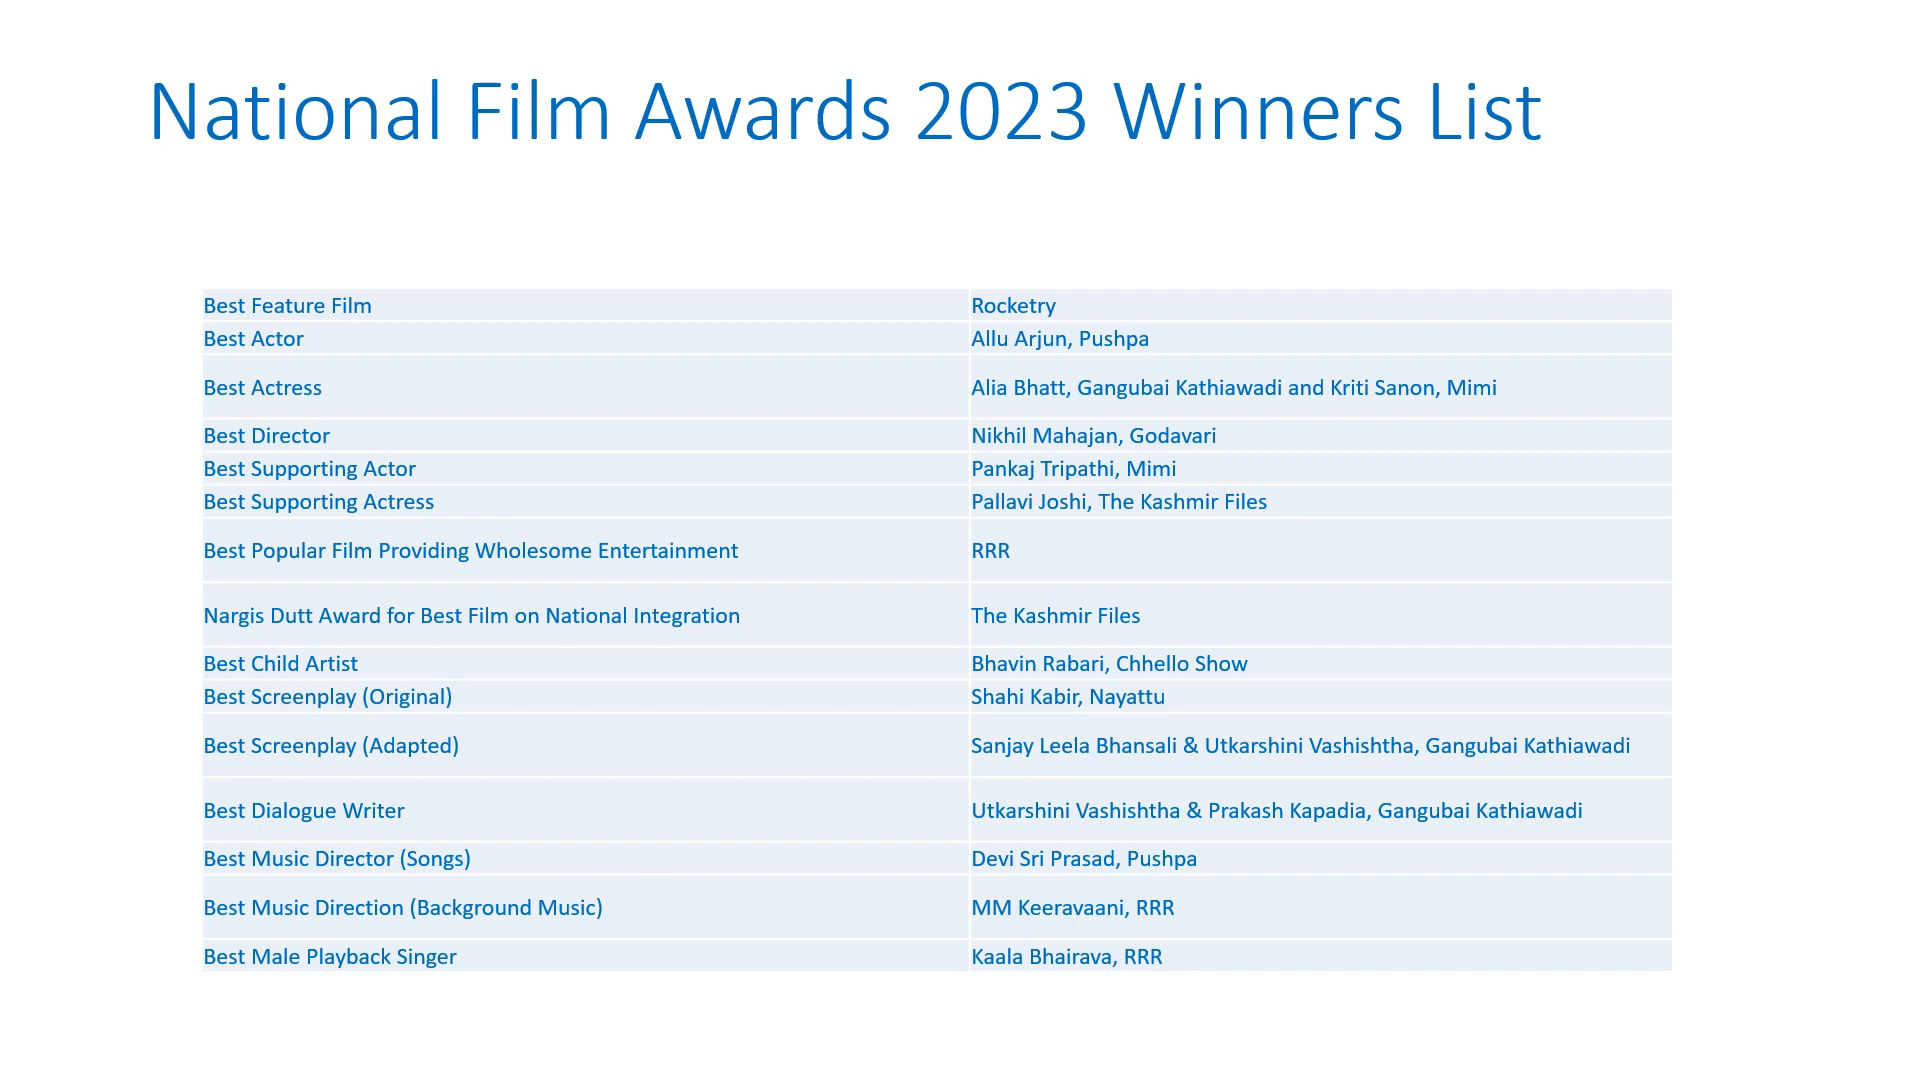 National Film Awards 2023 Winners List
Best Feature Film Rocketry
Best Actor Allu Arjun, Pushpa
Best Actress Alia Bhatt, Gangubai Kathiawadi and Kriti Sanon, Mimi
Best Director Nikhil Mahajan, Godavari
Best Supporting Actor Pankaj Tripathi, Mimi
Best Supporting Actress Pallavi Joshi, The Kashmir Files
Best Popular Film Providing Wholesome Entertainment RRR
Nargis Dutt Award for Best Film on National Integration The Kashmir Files
Best Child Artist Bhavin Rabari, Chhello Show
Best Screenplay (Original) Shahi Kabir, Nayattu
Best Screenplay (Adapted) Sanjay Leela Bhansali & Utkarshini Vashishtha, Gangubai Kathiawadi
Best Dialogue Writer Utkarshini Vashishtha & Prakash Kapadia, Gangubai Kathiawadi
Best Music Director (Songs) Devi Sri Prasad, Pushpa
Best Music Direction (Background Music) MM Keeravaani, RRR
Best Male Playback Singer Kaala Bhairava, RRR